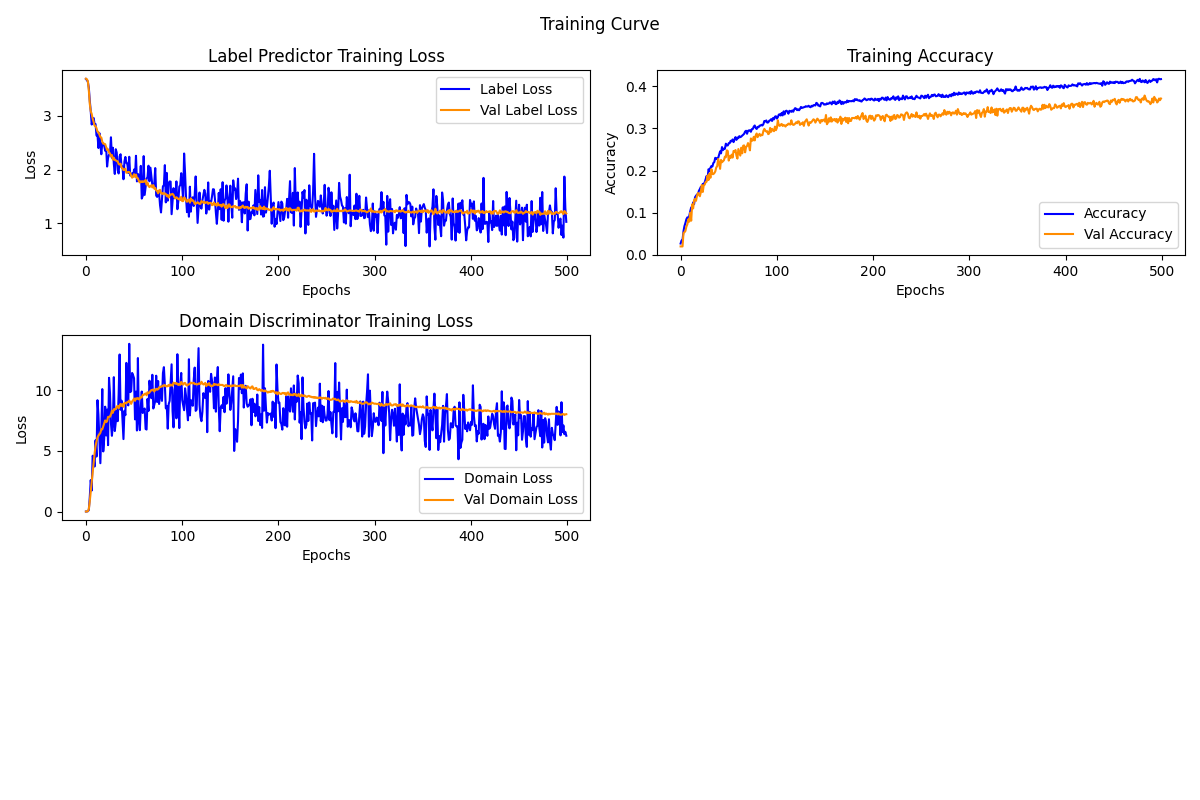 Training Curve
Label Predictor Training Loss
Loss
3
2
1
Label Loss
Val Label Loss
0 100 200 300 400 500
Epochs
Training Accuracy
Accuracy
0.4
0.3
0.2
0.1
0.0
Accuracy
Val Accuracy
0 100 200 300 400 500
Epochs
Domain Discriminator Training Loss
Loss
10
5
0
Domain Loss
Val Domain Loss
0 100 200 300 400 500
Epochs